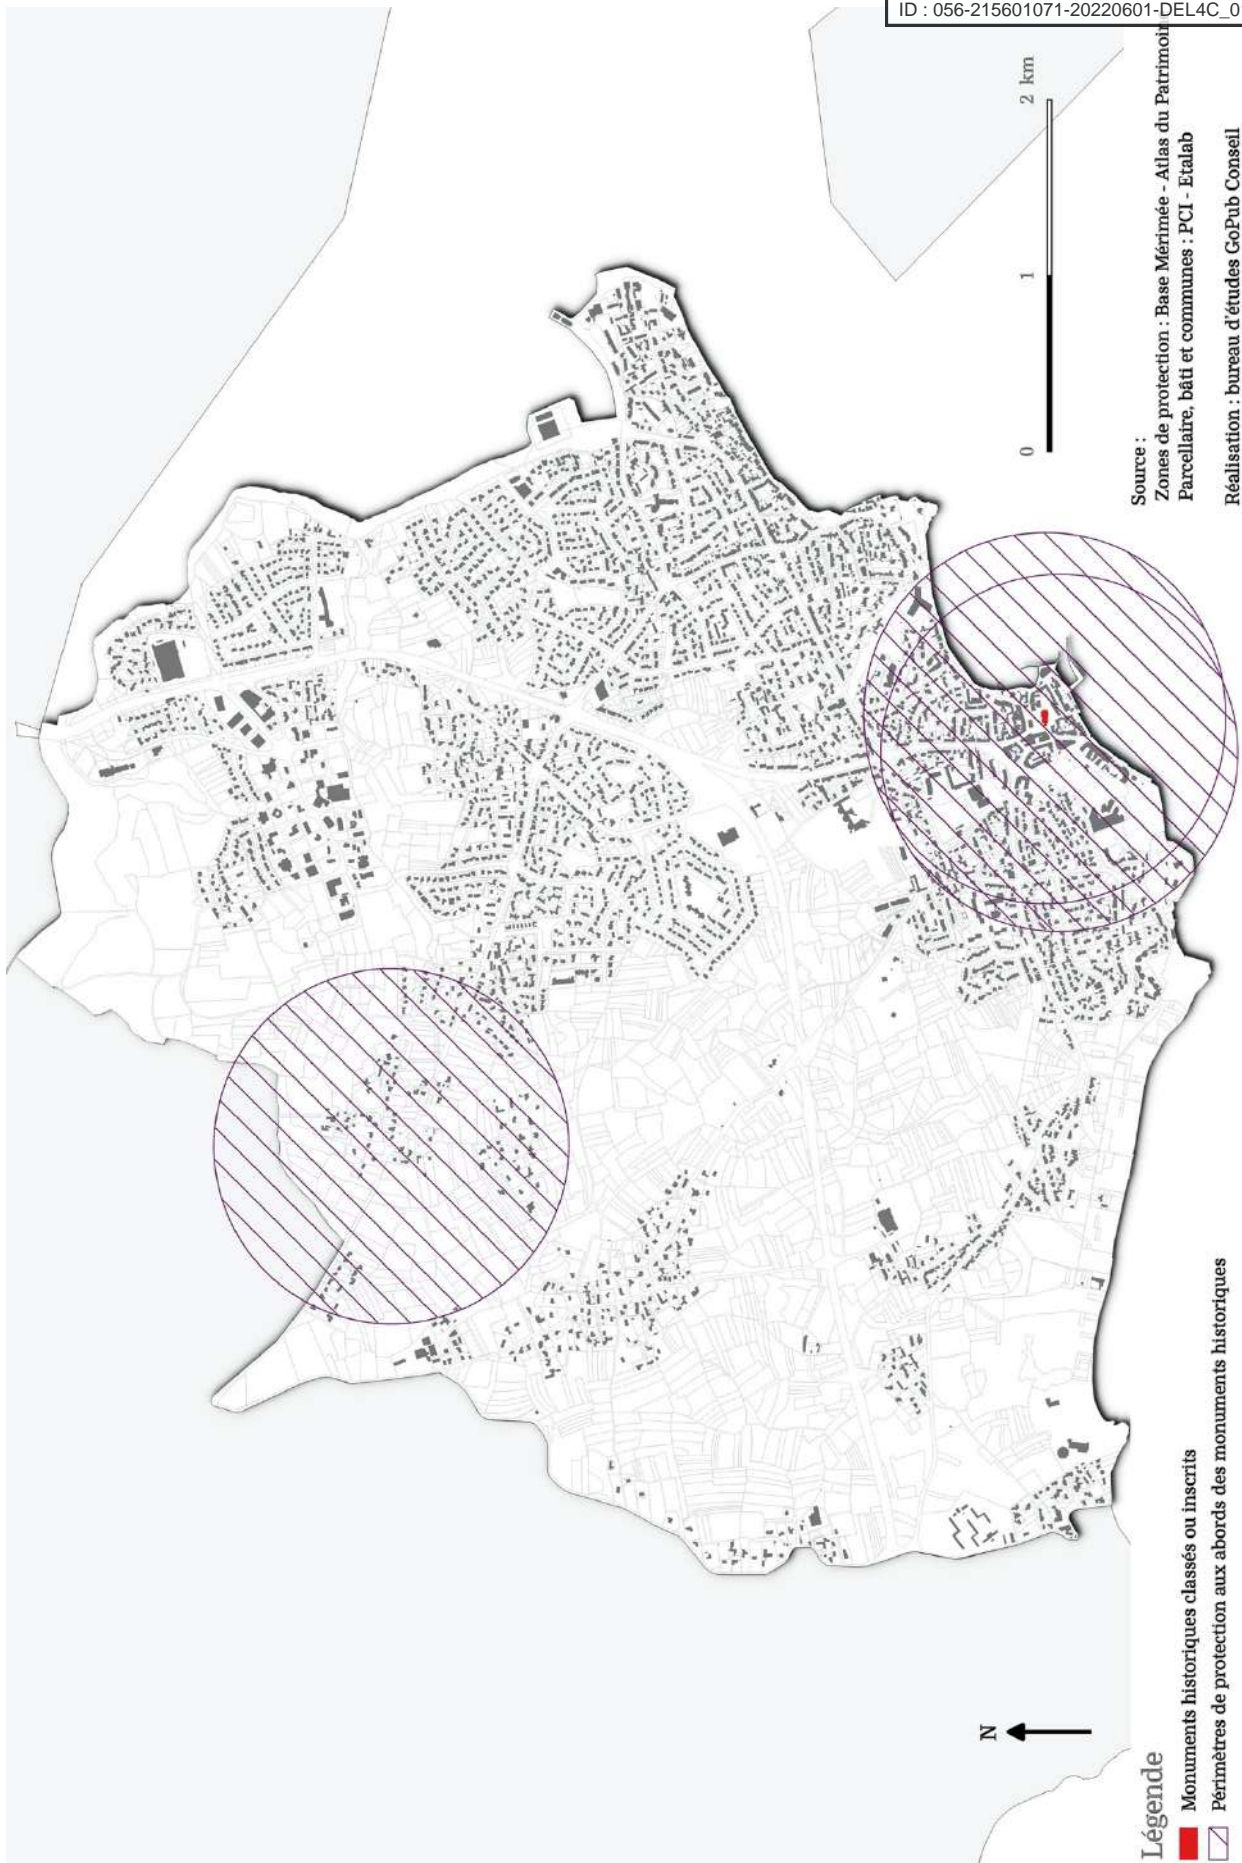 ID : 056-215601071-20220601-DEL4C_0
0
1
2 km
Source :
Zones de protection : Base Mérimée - Atlas du Patrimoin
Parcellaire, bâti et communes : PCI - Etalab
Réalisation : bureau d'études GoPub Conseil
N
Légende
Monuments historiques classés ou inscrits
Périmètres de protection aux abords des monuments historiques